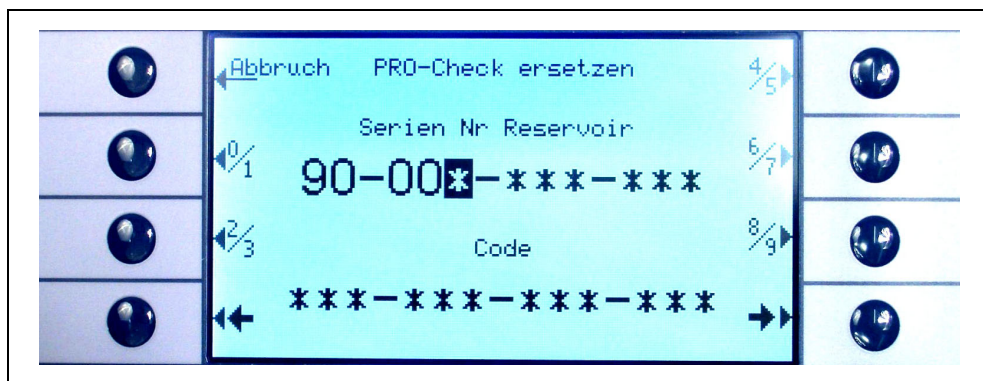 Abbruch PRO-Check ersetzen 4/5
Serien Nr Reservoir
0/1 6/7
90-00*-***-***
2/3 Code 8/9
***-***-***-***
← →